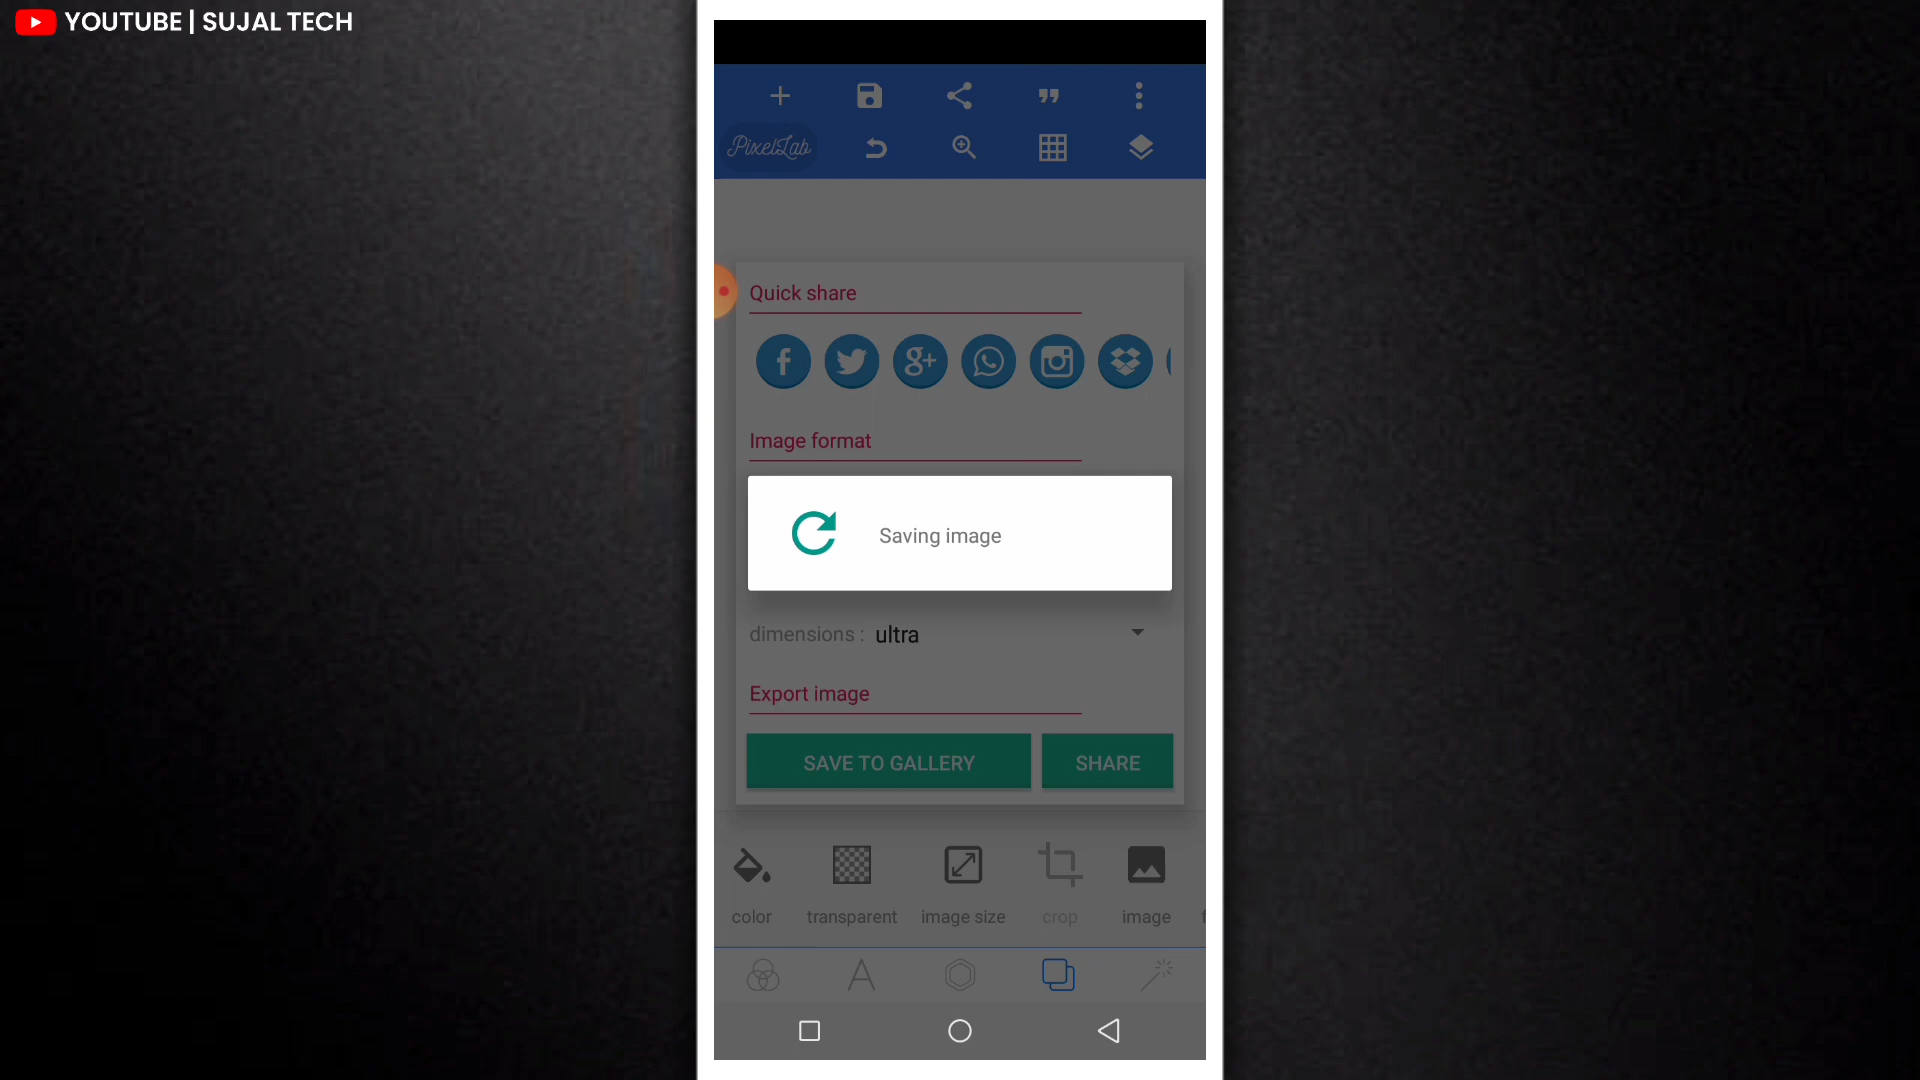 YOUTUBE | SUJAL TECH
PixelLab
Quick share
Image format
Saving image
dimensions : ultra
Export image
SAVE TO GALLERY SHARE
color transparent image size crop image